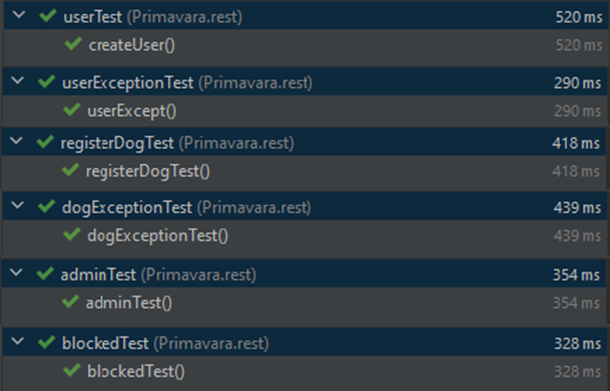 userTest (Primavara.rest) 520 ms
createUser() 520 ms
userExceptionTest (Primavara.rest) 290 ms
userExcept() 290 ms
registerDogTest (Primavara.rest) 418 ms
registerDogTest() 418 ms
dogExceptionTest (Primavara.rest) 439 ms
dogExceptionTest() 439 ms
adminTest (Primavara.rest) 354 ms
adminTest() 354 ms
blockedTest (Primavara.rest) 328 ms
blockedTest() 328 ms